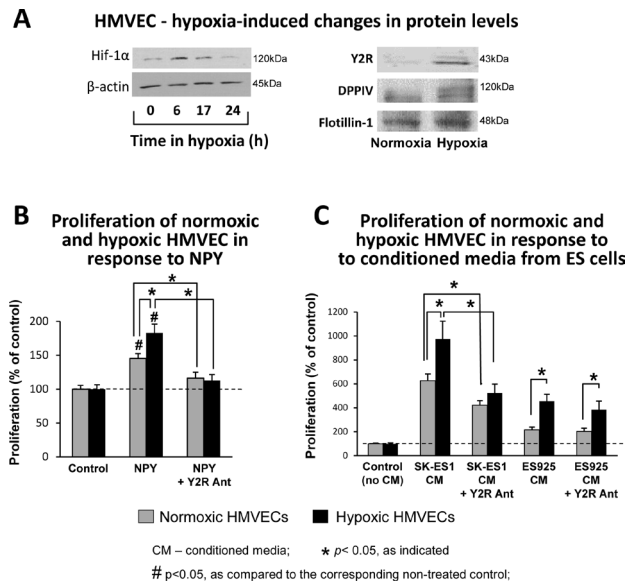 A
HMVEC - hypoxia-induced changes in protein levels
Hif-1α
120kDa
β-actin
45kDa
0 6 17 24
Time in hypoxia (h)
Y2R
43kDa
DPPIV
120kDa
Flotillin-1
48kDa
Normoxia Hypoxia
B
Proliferation of normoxic
and hypoxic HMVEC in
response to NPY
Proliferation (% of control)
200
150
100
50
0
*
* *
# #
Control
NPY
NPY
+ Y2R Ant
C
Proliferation of normoxic and
hypoxic HMVEC in response to
to conditioned media from ES cells
Proliferation (% of control)
1200
1000
800
600
400
200
0
*
* *
* *
Control
(no CM)
SK-ES1
CM
SK-ES1
CM
+ Y2R Ant
ES925
CM
ES925
CM
+ Y2R Ant
Normoxic HMVECs Hypoxic HMVECs
CM – conditioned media; * p< 0.05, as indicated
# p<0.05, as compared to the corresponding non-treated control;